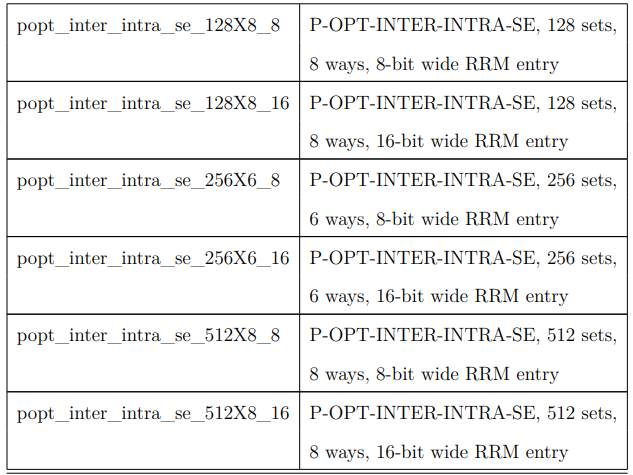 popt_inter_intra_se_128X8_8 P-OPT-INTER-INTRA-SE, 128 sets,
8 ways, 8-bit wide RRM entry
popt_inter_intra_se_128X8_16 P-OPT-INTER-INTRA-SE, 128 sets,
8 ways, 16-bit wide RRM entry
popt_inter_intra_se_256X6_8 P-OPT-INTER-INTRA-SE, 256 sets,
6 ways, 8-bit wide RRM entry
popt_inter_intra_se_256X6_16 P-OPT-INTER-INTRA-SE, 256 sets,
6 ways, 16-bit wide RRM entry
popt_inter_intra_se_512X8_8 P-OPT-INTER-INTRA-SE, 512 sets,
8 ways, 8-bit wide RRM entry
popt_inter_intra_se_512X8_16 P-OPT-INTER-INTRA-SE, 512 sets,
8 ways, 16-bit wide RRM entry